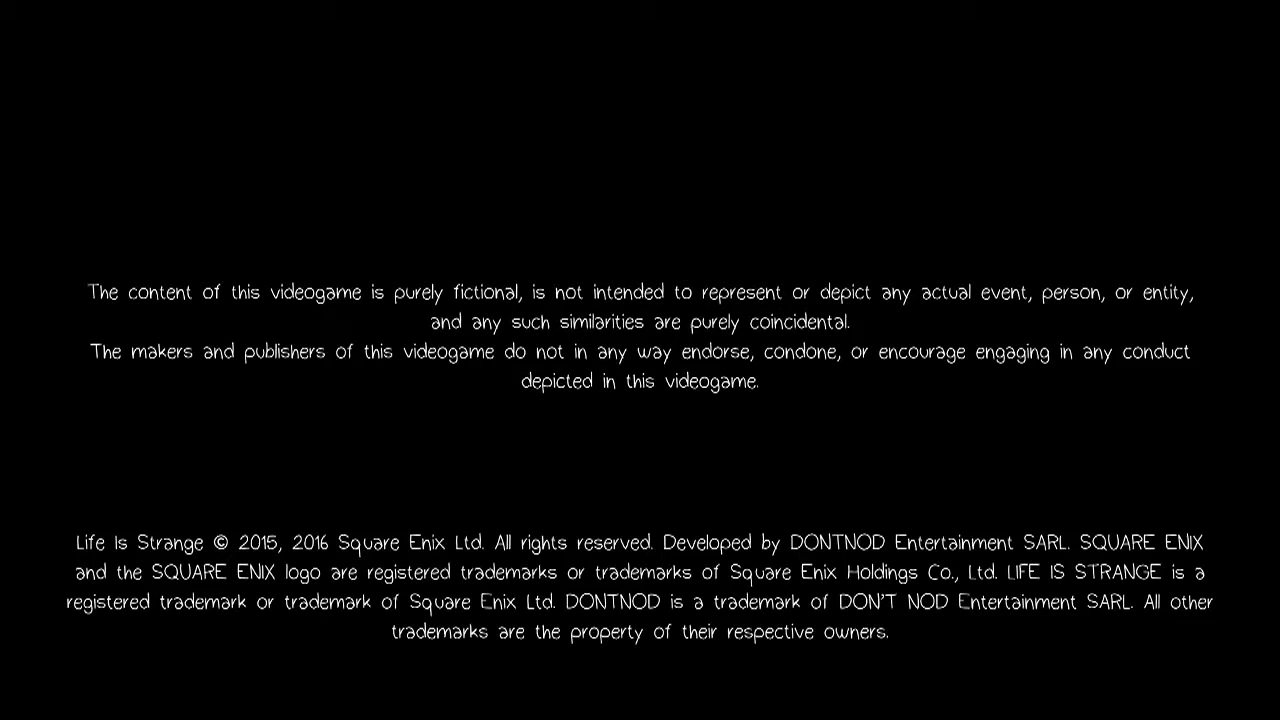 The content of this videogame is purely fictional, is not intended to represent or depict any actual event, person, or entity,
and any such similarities are purely coincidental.
The makers and publishers of this videogame do not in any way endorse, condone, or encourage engaging in any conduct
depicted in this videogame.
Life Is Strange © 2015, 2016 Square Enix Ltd. All rights reserved. Developed by DONTNOD Entertainment SARL. SQUARE ENIX
and the SQUARE ENIX logo are registered trademarks or trademarks of Square Enix Holdings Co., Ltd. LIFE IS STRANGE is a
registered trademark or trademark of Square Enix Ltd. DONTNOD is a trademark of DON'T NOD Entertainment SARL. All other
trademarks are the property of their respective owners.